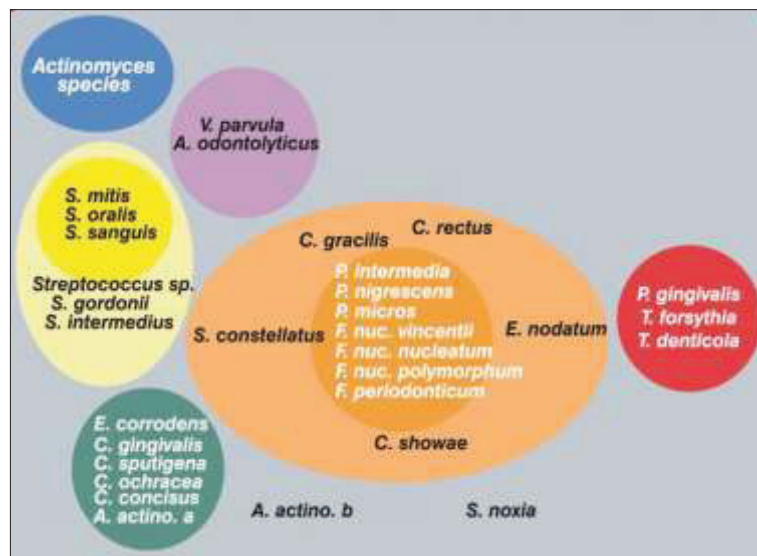 Actinomyces
species
V. parvula
A. odontolyticus
S. mitis
S. oralis
S. sanguis
Streptococcus sp.
S. gordonii
S. intermedius
C. gracilis
C. rectus
P. intermedia
P. nigrescens
P. micros
F. nuc. vincentii
F. nuc. nucleatum
F. nuc. polymorphum
F. periodonticum
S. constellatus
E. nodatum
C. showae
P. gingivalis
T. forsythia
T. denticola
E. corrodens
C. gingivalis
C. sputigena
C. ochracea
C. concisus
A. actino. a
A. actino. b
S. noxia